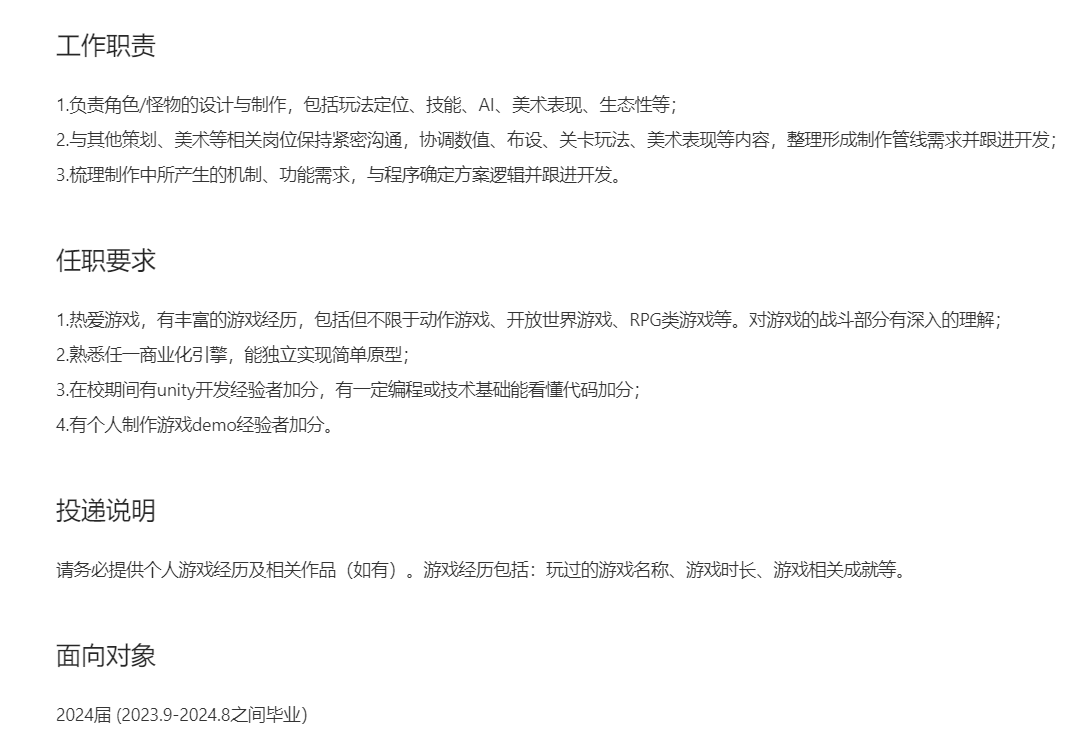 工作职责
1.负责角色/怪物的设计与制作，包括玩法定位、技能、AI、美术表现、生态性等；
2.与其他策划、美术等相关岗位保持紧密沟通，协调数值、布设、关卡玩法、美术表现等内容，整理形成制作管线需求并跟进开发；
3.梳理制作中所产生的机制、功能需求，与程序确定方案逻辑并跟进开发。
任职要求
1.热爱游戏，有丰富的游戏经历，包括但不限于动作游戏、开放世界游戏、RPG类游戏等。对游戏的战斗部分有深入的理解；
2.熟悉任一商业化引擎，能独立实现简单原型；
3.在校期间有unity开发经验者加分，有一定编程或技术基础能看懂代码加分；
4.有个人制作游戏demo经验者加分。
投递说明
请务必提供个人游戏经历及相关作品（如有）。游戏经历包括：玩过的游戏名称、游戏时长、游戏相关成就等。
面向对象
2024届 (2023.9-2024.8之间毕业)